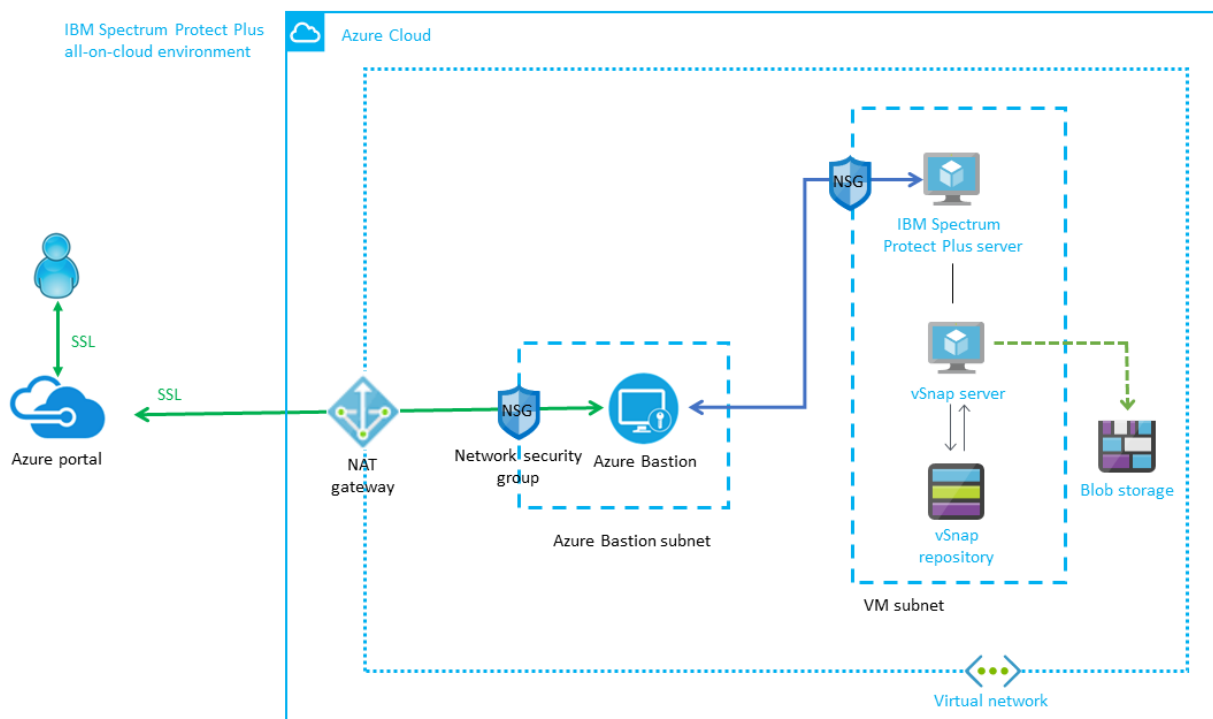 IBM Spectrum Protect Plus
all-on-cloud environment
Azure Cloud
NSG
IBM Spectrum
Protect Plus server
SSL
SSL
vSnap server
NSG
Azure portal
NAT
gateway
Network security
group
Azure Bastion
Blob storage
Azure Bastion subnet
vSnap
repository
VM subnet
Virtual network